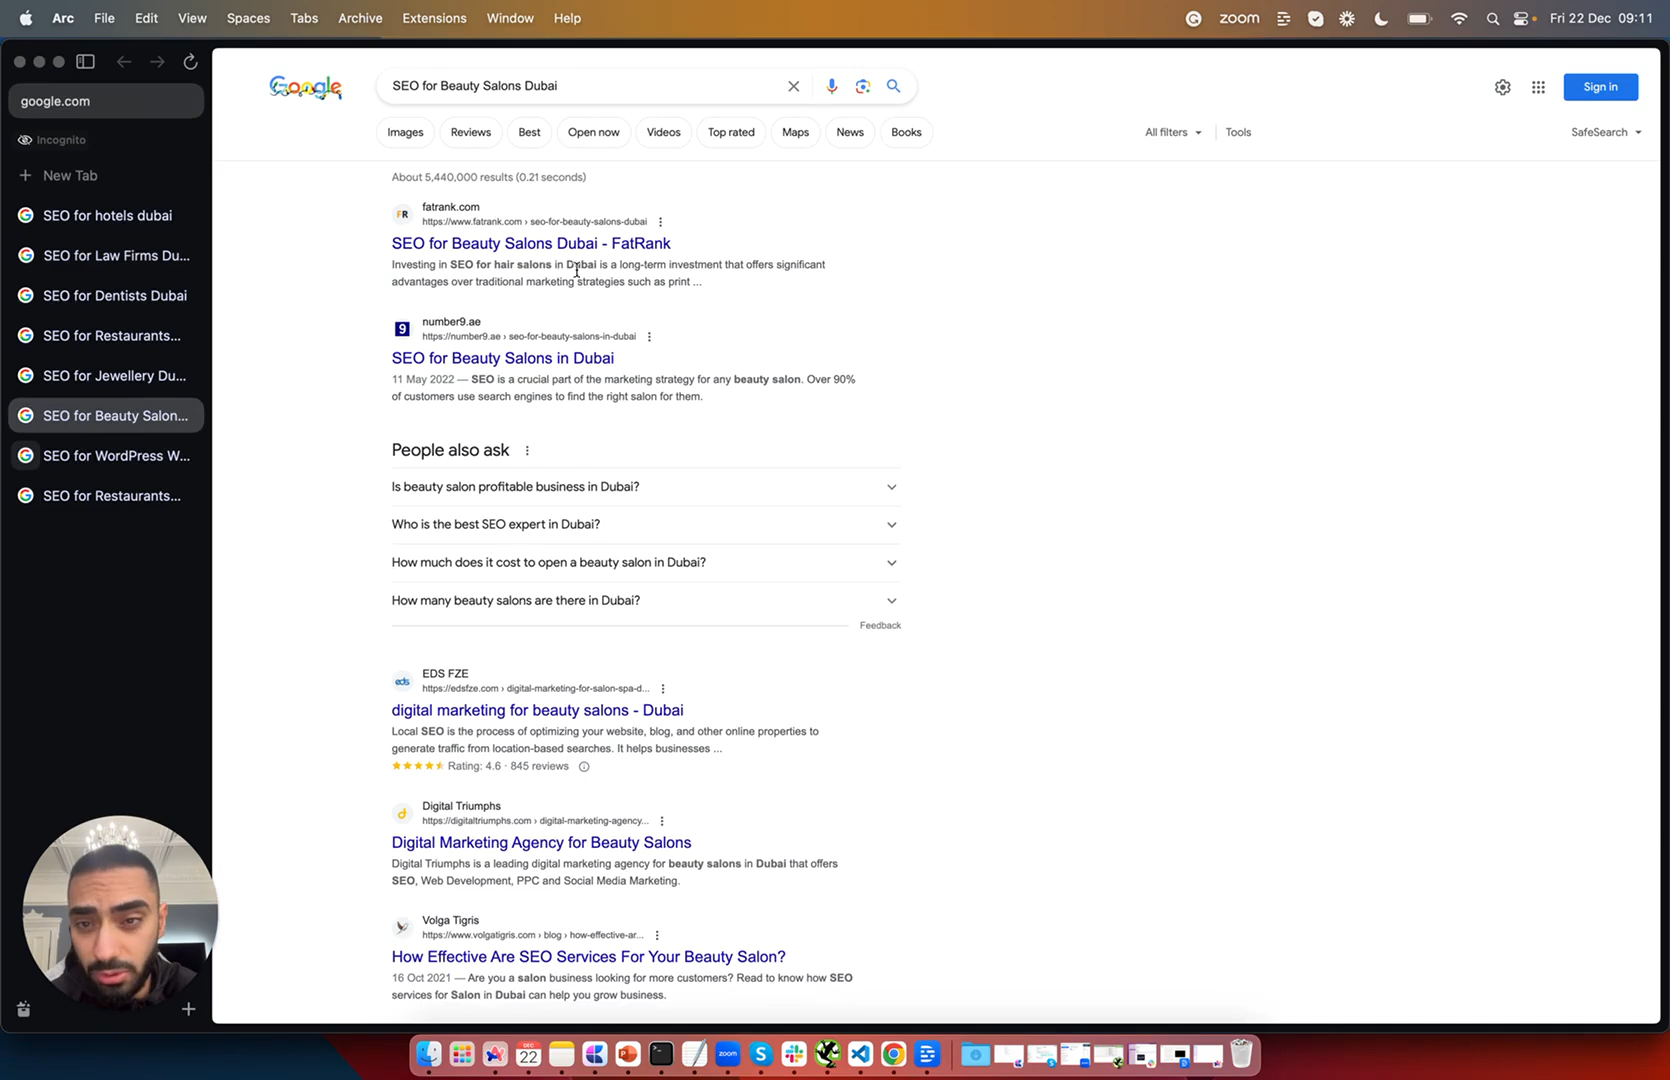 Arc File Edit View Spaces Tabs Archive Extensions Window Help
zoom Fri 22 Dec 09:11
google.com
Incognito
New Tab
SEO for hotels dubai
SEO for Law Firms Du...
SEO for Dentists Dubai
SEO for Restaurants...
SEO for Jewellery Du...
SEO for Beauty Salon...
SEO for WordPress W...
SEO for Restaurants...
Google
SEO for Beauty Salons Dubai
Sign in
Images Reviews Best Open now Videos Top rated Maps News Books
All filters Tools
SafeSearch
About 5,440,000 results (0.21 seconds)
FR
fatrank.com
https://www.fatrank.com › seo-for-beauty-salons-dubai
SEO for Beauty Salons Dubai - FatRank
Investing in SEO for hair salons in Dubai is a long-term investment that offers significant
advantages over traditional marketing strategies such as print ...
9
number9.ae
https://number9.ae › seo-for-beauty-salons-in-dubai
SEO for Beauty Salons in Dubai
11 May 2022 — SEO is a crucial part of the marketing strategy for any beauty salon. Over 90%
of customers use search engines to find the right salon for them.
People also ask
Is beauty salon profitable business in Dubai?
Who is the best SEO expert in Dubai?
How much does it cost to open a beauty salon in Dubai?
How many beauty salons are there in Dubai?
Feedback
eds
EDS FZE
https://edsfze.com › digital-marketing-for-salon-spa-d...
digital marketing for beauty salons - Dubai
Local SEO is the process of optimizing your website, blog, and other online properties to
generate traffic from location-based searches. It helps businesses ...
Rating: 4.6 · 845 reviews
Digital Triumphs
https://digitaltriumphs.com › digital-marketing-agency...
Digital Marketing Agency for Beauty Salons
Digital Triumphs is a leading digital marketing agency for beauty salons in Dubai that offers
SEO, Web Development, PPC and Social Media Marketing.
Volga Tigris
https://www.volgatigris.com › blog › how-effective-ar...
How Effective Are SEO Services For Your Beauty Salon?
16 Oct 2021 — Are you a salon business looking for more customers? Read to know how SEO
services for Salon in Dubai can help you grow business.
DEC
22
zoom